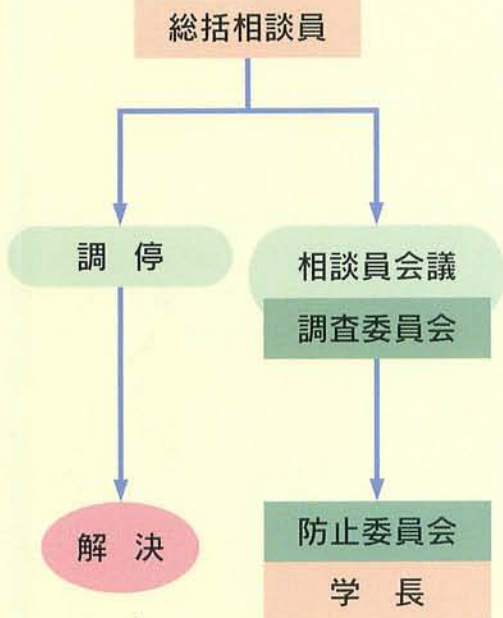 総括相談員
調 停
相談員会議
調査委員会
解 決
防止委員会
学 長